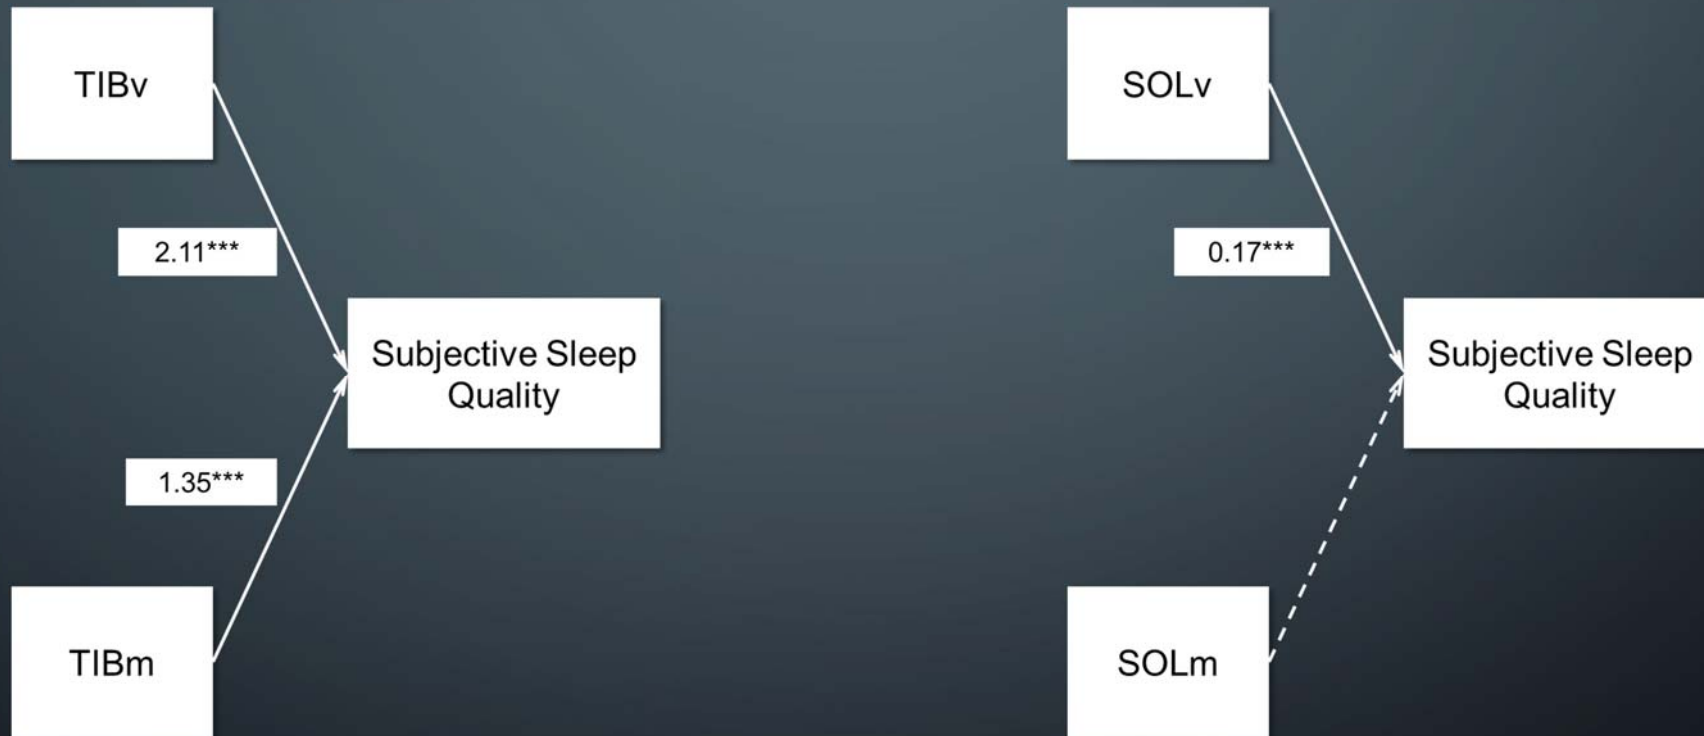 TIBv
2.11***
Subjective Sleep
Quality
1.35***
TIBm
SOLv
0.17***
Subjective Sleep
Quality
SOLm